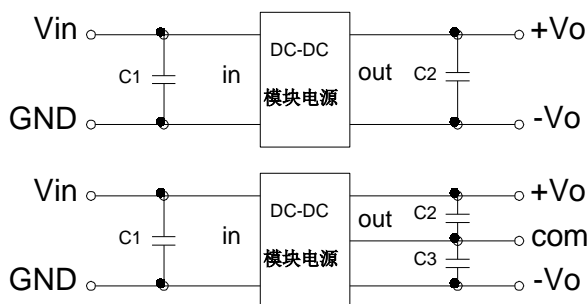 Vin
DC-DC
+Vo
C1
in
out
C2
模块电源
GND
-Vo
Vin
DC-DC
+Vo
out
C2
C1
in
com
模块电源
C3
GND
-Vo